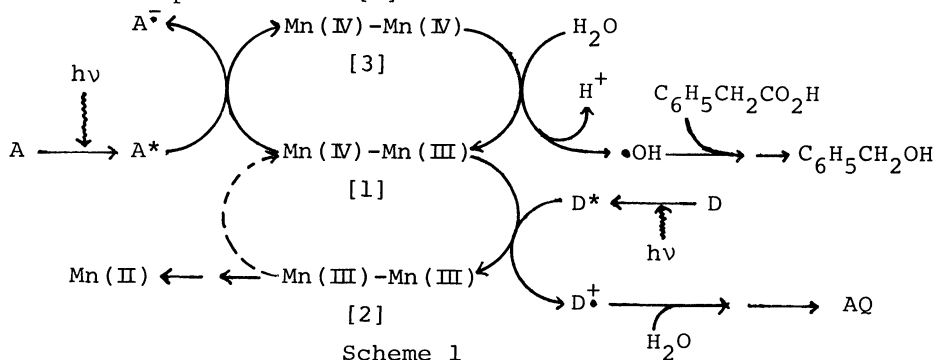 A⁻• Mn(IV)-Mn(IV) H₂O
[3]
hν H⁺ C₆H₅CH₂CO₂H
A A* Mn(IV)-Mn(III) •OH C₆H₅CH₂OH
[1]
D* D
hν
Mn(II) Mn(III)-Mn(III)
[2] D⁺• AQ
H₂O
Scheme 1